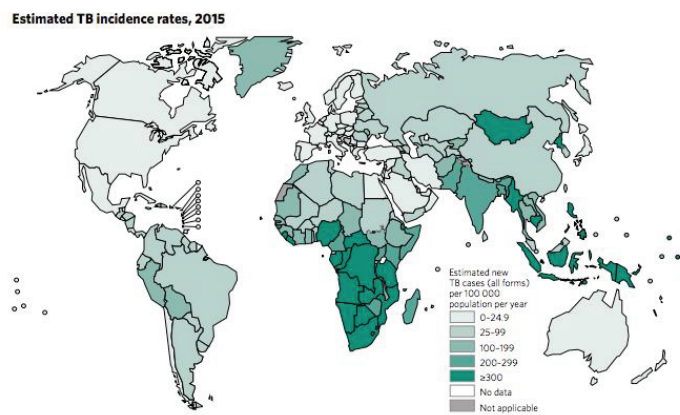 Estimated TB incidence rates, 2015
Estimated new
TB cases (all forms)
per 100 000
population per year
0–24.9
25–99
100–199
200–299
≥300
No data
Not applicable